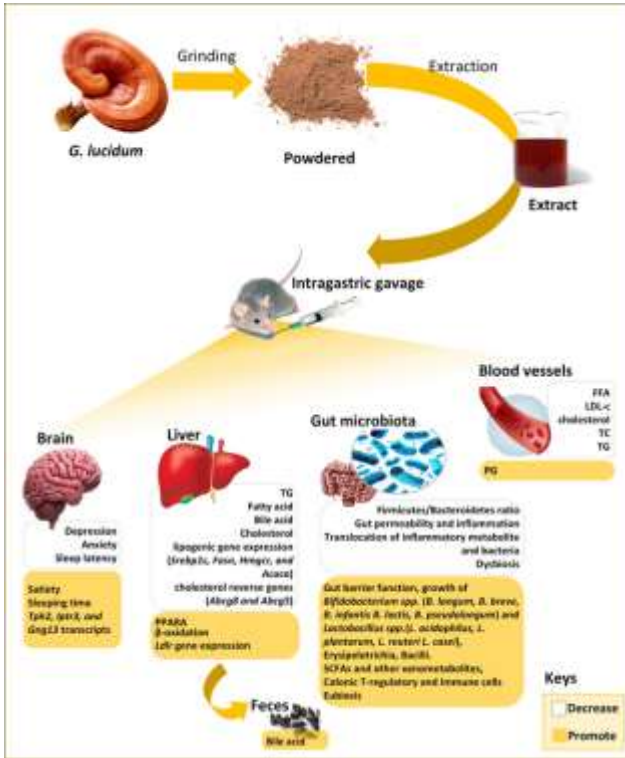 Grinding
Extraction
G. lucidum
Powdered
Extract
Intragastric gavage
Blood vessels
FFA
LDL-c
cholesterol
TC
TG
PG
Brain
Depression
Anxiety
Sleep latency
Satiety
Sleeping time
Tph2, Iptr3, and
Gng13 transcripts
Liver
TG
Fatty acid
Bile acid
Cholesterol
lipogenic gene expression
(Srebp1c, Fasn, Hmgcr, and
Acaca)
cholesterol reverse genes
(Abcg8 and Abcg5)
PPARA
β-oxidation
Ldlr gene expression
Feces
Bile acid
Gut microbiota
Firmicutes/Bacteroidetes ratio
Gut permeability and inflammation
Translocation of inflammatory metabolite
and bacteria
Dysbiosis
Gut barrier function, growth of
Bifidobacterium spp. (B. longum, B. breve,
B. infantis B. lactis, B. pseudolongum) and
Lactobacillus spp.(L. acidophilus, L.
plantarum, L. reuteri L. casei),
Erysipelotrichia, Bacilli.
SCFAs and other xenometabolites,
Colonic T-regulatory and immune cells
Eubiosis
Keys
Decrease
Promote